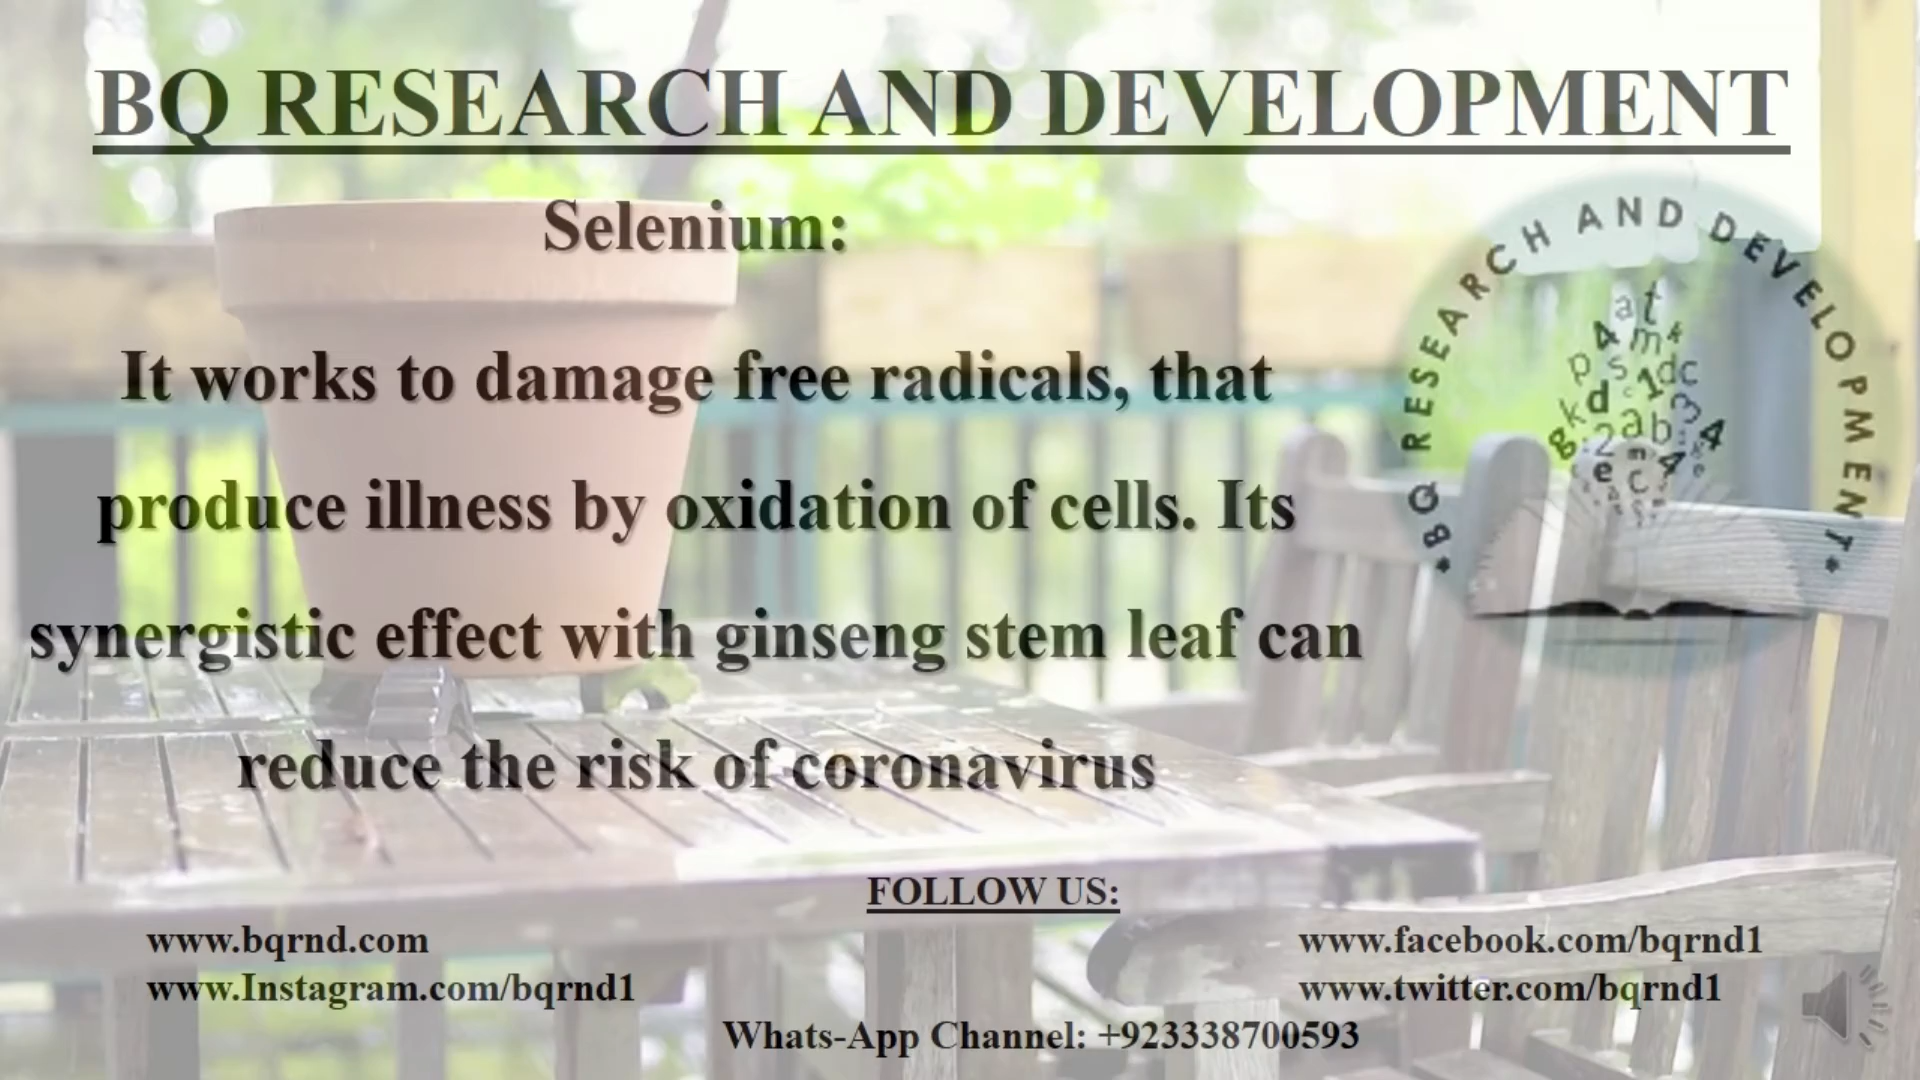 BQ RESEARCH AND DEVELOPMENT
Selenium:
It works to damage free radicals, that
produce illness by oxidation of cells. Its
synergistic effect with ginseng stem leaf can
reduce the risk of coronavirus
BQ RESEARCH AND DEVELOPMENT
FOLLOW US:
www.bqrnd.com
www.facebook.com/bqrnd1
www.Instagram.com/bqrnd1
www.twitter.com/bqrnd1
Whats-App Channel: +923338700593